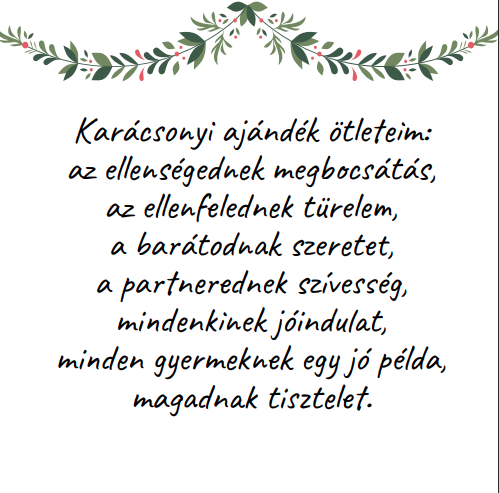 Karácsonyi ajándék ötleteim:
az ellenségednek megbocsátás,
az ellenfelednek türelem,
a barátodnak szeretet,
a partnerednek szívesség,
mindenkinek jóindulat,
minden gyermeknek egy jó példa,
magadnak tisztelet.